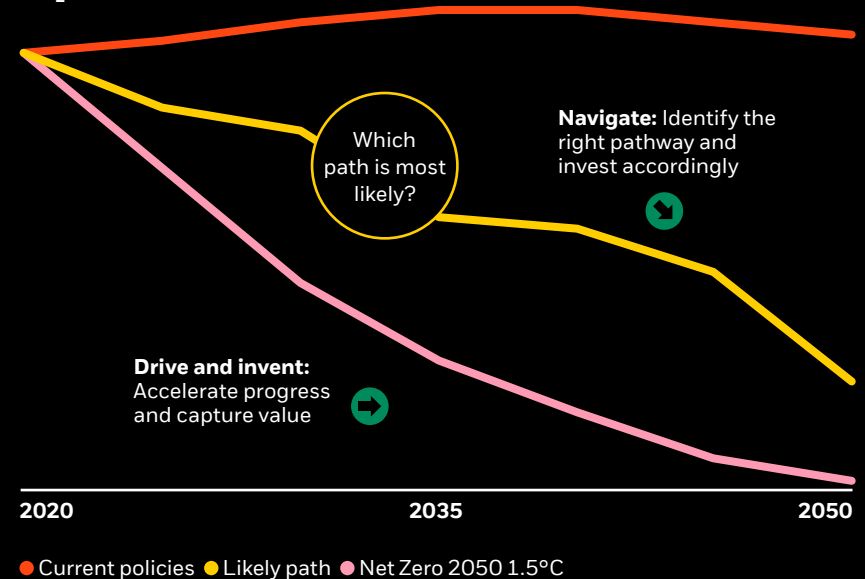 Which
path is most
likely?
Navigate: Identify the
right pathway and
invest accordingly
Drive and invent:
Accelerate progress
and capture value
2020 2035 2050
Current policies Likely path Net Zero 2050 1.5°C